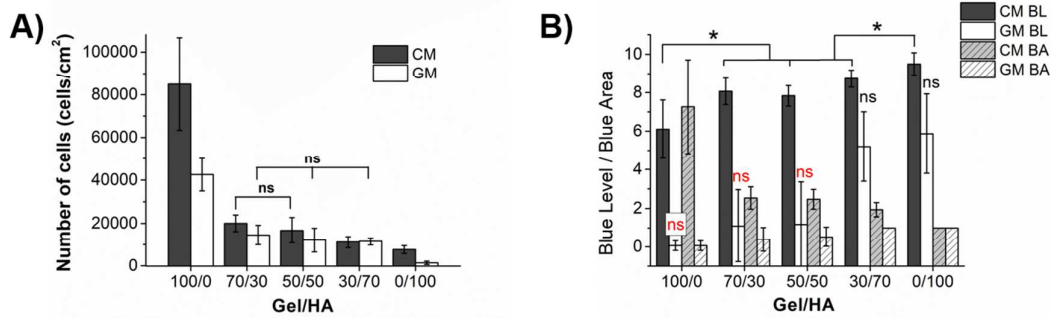 A)
Number of cells (cells/cm²)
100000
80000
60000
40000
20000
0
CM
GM
ns
ns
100/0 70/30 50/50 30/70 0/100
Gel/HA
B)
Blue Level / Blue Area
10
8
6
4
2
0
CM BL
GM BL
CM BA
GM BA
* *
ns ns
ns ns
ns
100/0 70/30 50/50 30/70 0/100
Gel/HA